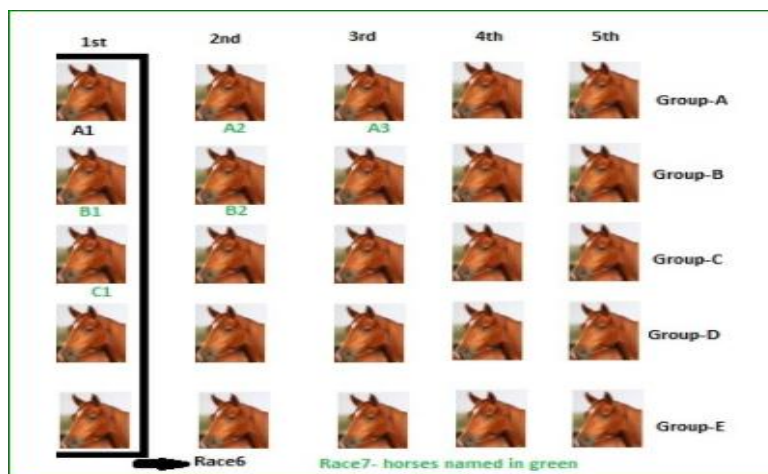 1st 2nd 3rd 4th 5th
Group-A
A1 A2 A3
Group-B
B1 B2
Group-C
C1
Group-D
Group-E
Race6 Race7- horses named in green